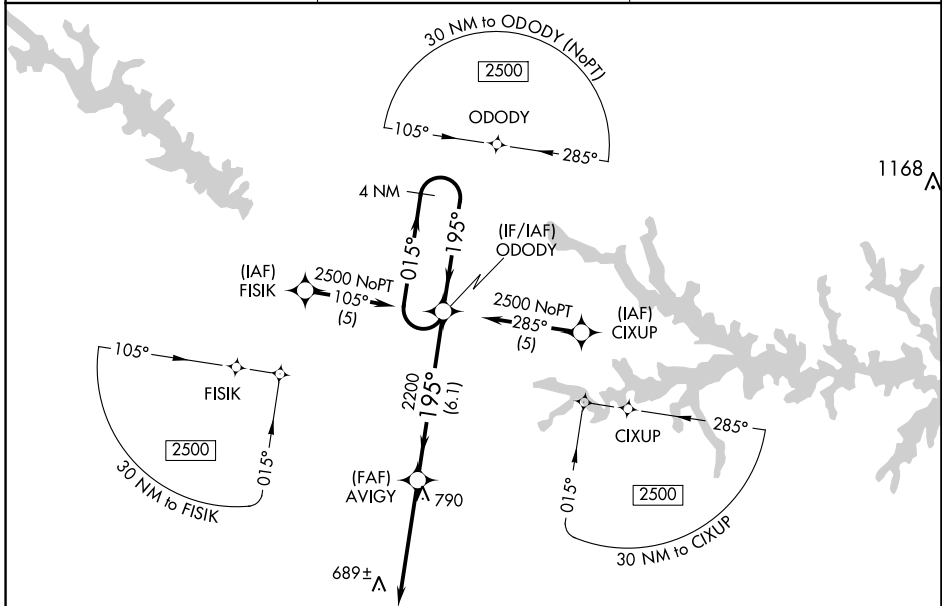 30 NM to ODODY (NoPT)
2500
ODODY
105°
285°
1168
4 NM
015°
195°
(IF/IAF)
ODODY
(IAF)
FISIK
2500 NoPT
105°
(5)
2500 NoPT
285°
(5)
(IAF)
CIXUP
105°
FISIK
2500
015°
30 NM to FISIK
2200
195°
(6.1)
CIXUP
285°
2500
015°
30 NM to CIXUP
(FAF)
AVIGY
790
689±